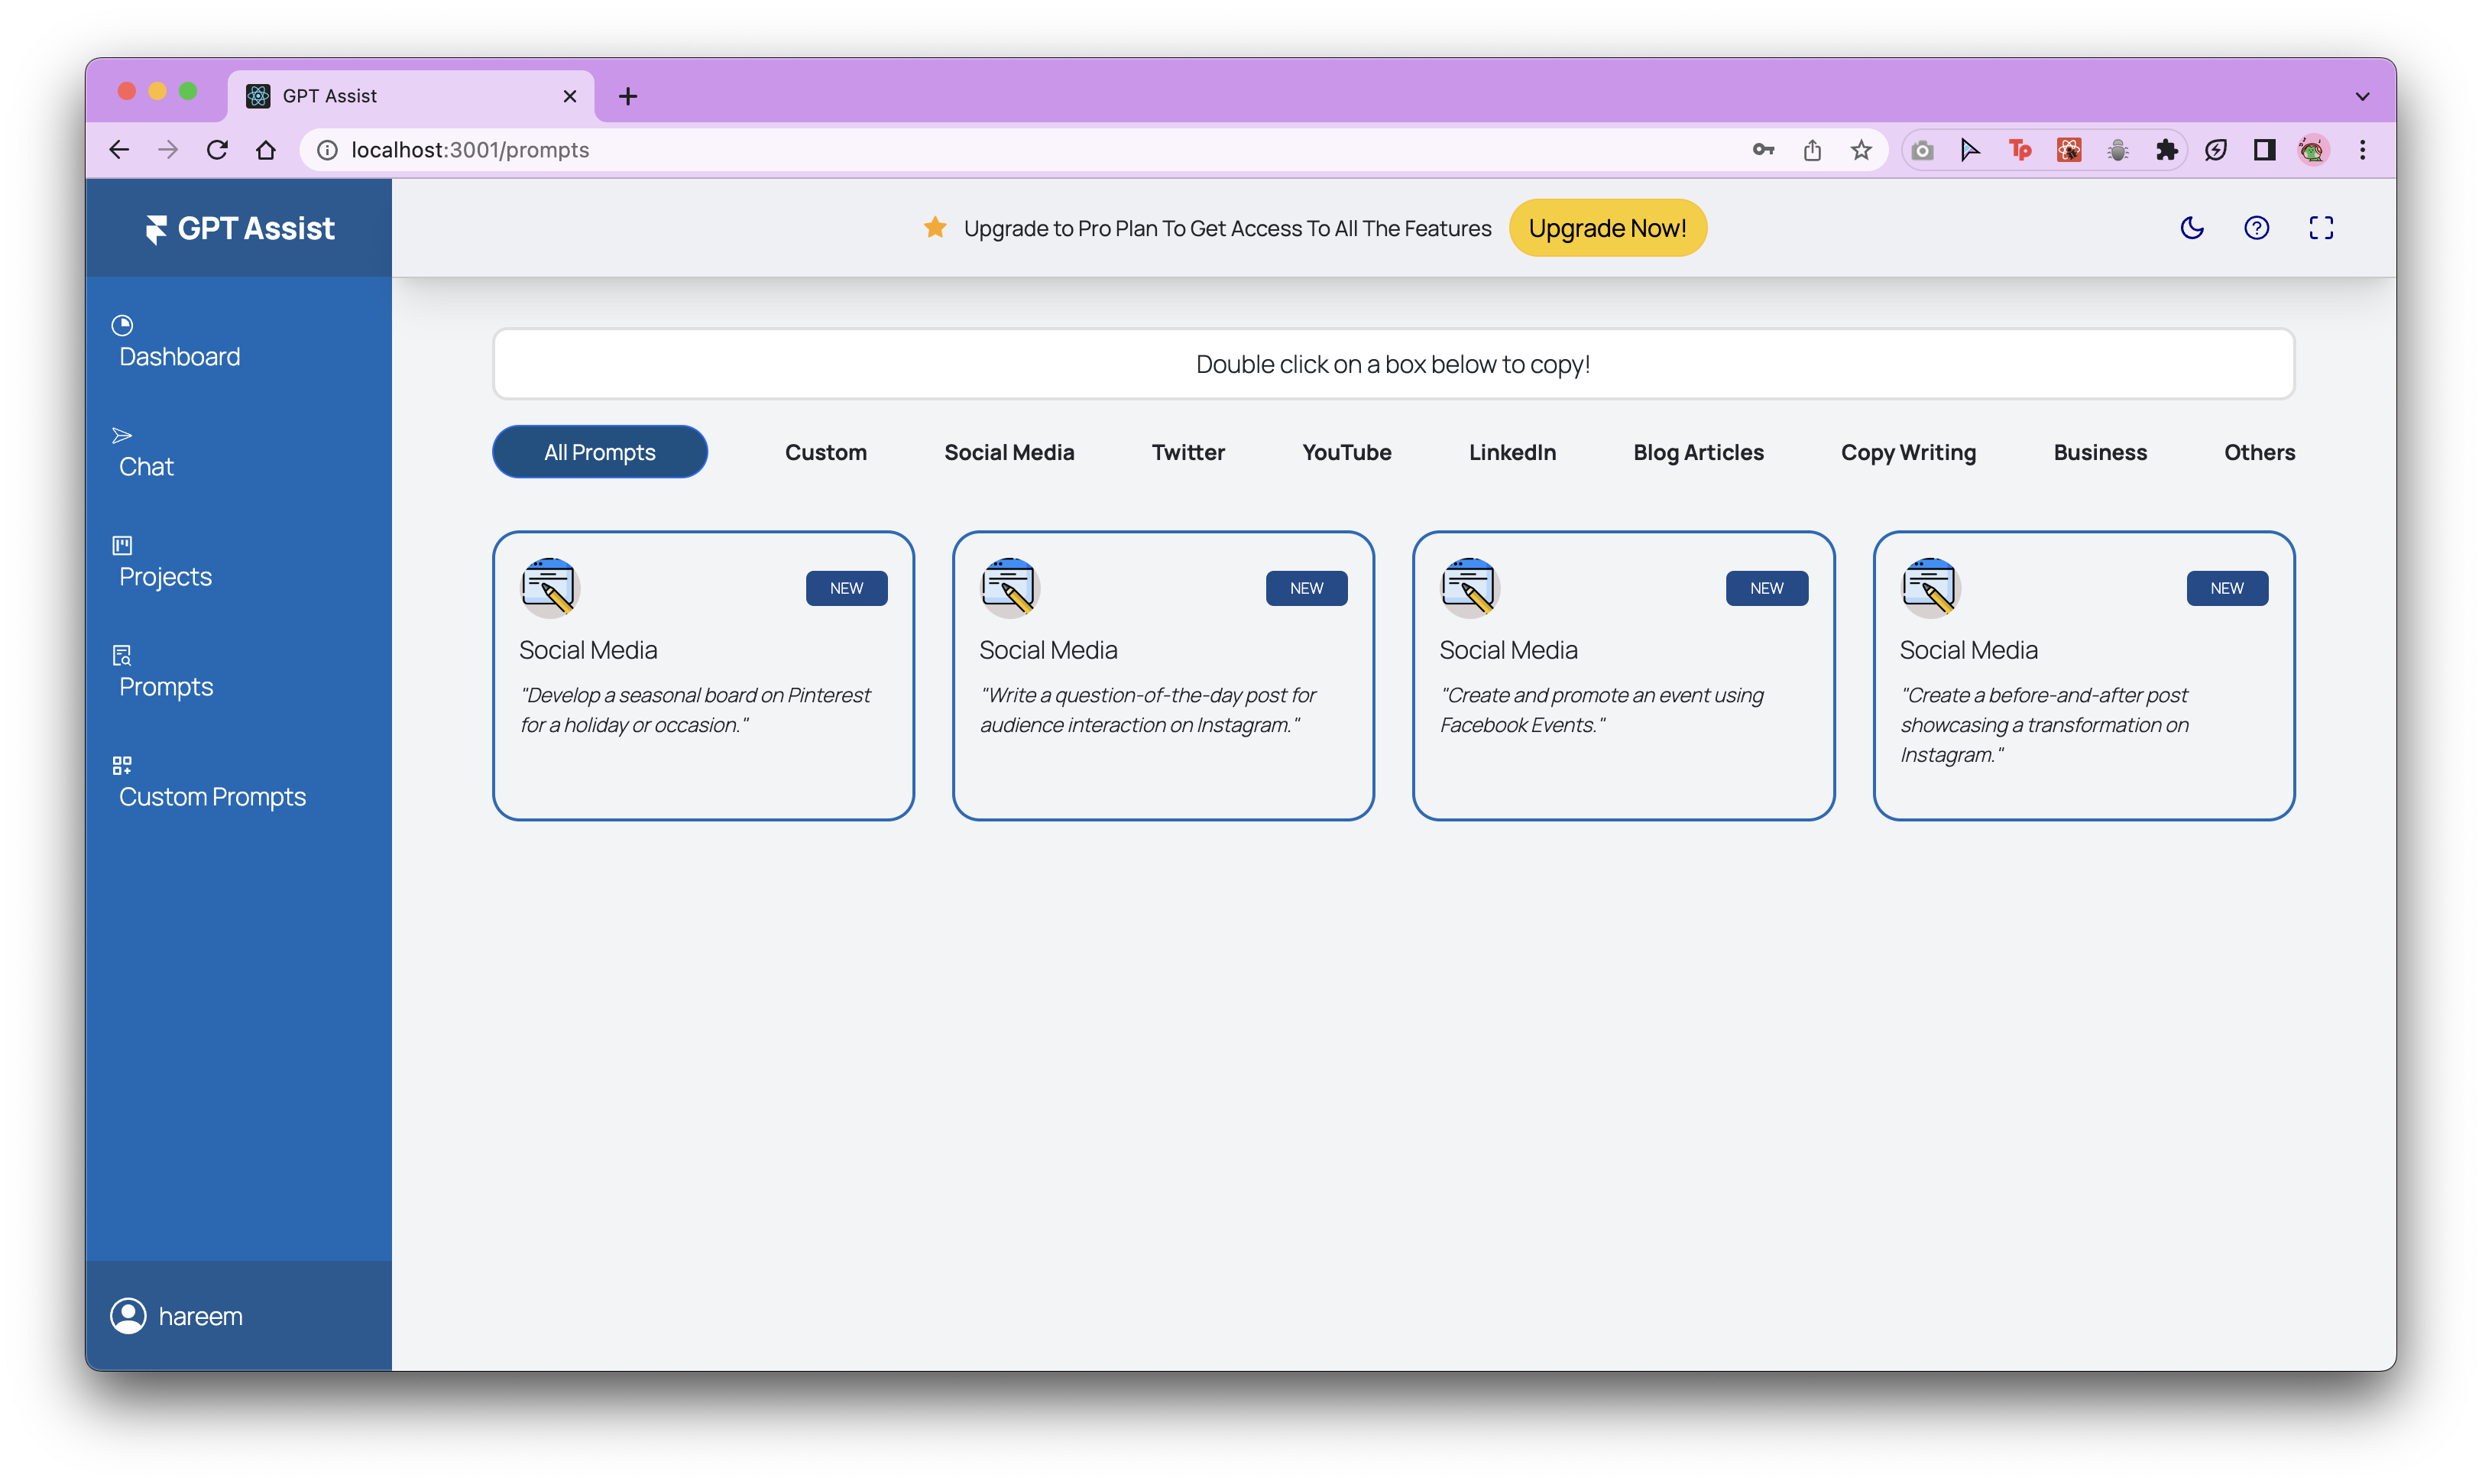 GPT Assist
localhost:3001/prompts
Tp
GPT Assist
Upgrade to Pro Plan To Get Access To All The Features
Upgrade Now!
Dashboard
Chat
Projects
Prompts
Custom Prompts
hareem
Double click on a box below to copy!
All Prompts
Custom
Social Media
Twitter
YouTube
LinkedIn
Blog Articles
Copy Writing
Business
Others
NEW
Social Media
"Develop a seasonal board on Pinterest
for a holiday or occasion."
NEW
Social Media
"Write a question-of-the-day post for
audience interaction on Instagram."
NEW
Social Media
"Create and promote an event using
Facebook Events."
NEW
Social Media
"Create a before-and-after post
showcasing a transformation on
Instagram."